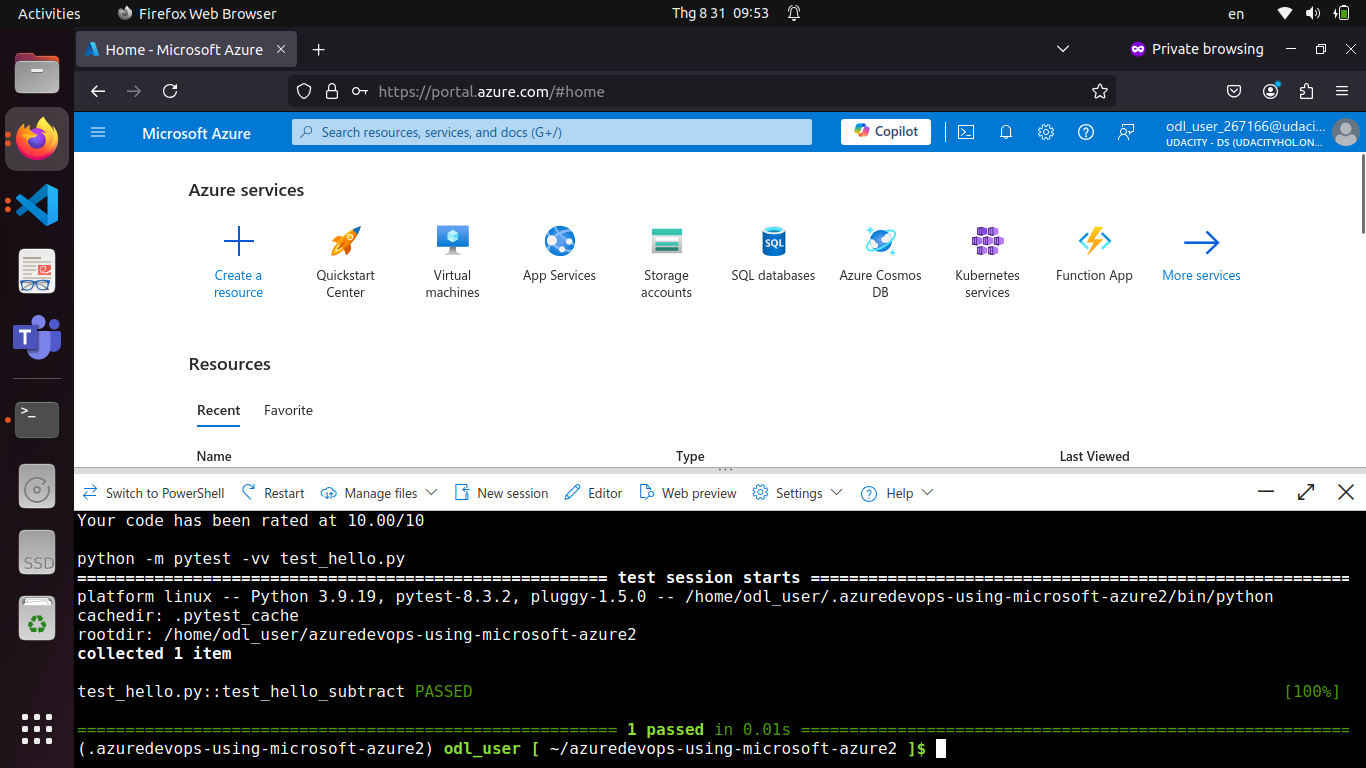 Activities
Firefox Web Browser
Thg 8 31 09:53
en
Home - Microsoft Azure
Private browsing
https://portal.azure.com/#home
Microsoft Azure
Search resources, services, and docs (G+/)
Copilot
odl_user_267166@udaci...
UDACITY - DS (UDACITYHOL.ON...
Azure services
Create a
resource
Quickstart
Center
Virtual
machines
App Services
Storage
accounts
SQL
SQL databases
Azure Cosmos
DB
Kubernetes
services
Function App
More services
Resources
Recent
Favorite
Name
Type
Last Viewed
Switch to PowerShell
Restart
Manage files
New session
Editor
Web preview
Settings
Help
Your code has been rated at 10.00/10
python -m pytest -vv test_hello.py
======================================================= test session starts ========================================================
platform linux -- Python 3.9.19, pytest-8.3.2, pluggy-1.5.0 -- /home/odl_user/.azuredevops-using-microsoft-azure2/bin/python
cachedir: .pytest_cache
rootdir: /home/odl_user/azuredevops-using-microsoft-azure2
collected 1 item
test_hello.py::test_hello_subtract PASSED [100%]
======================================================== 1 passed in 0.01s =========================================================
(.azuredevops-using-microsoft-azure2) odl_user [ ~/azuredevops-using-microsoft-azure2 ]$
SSD